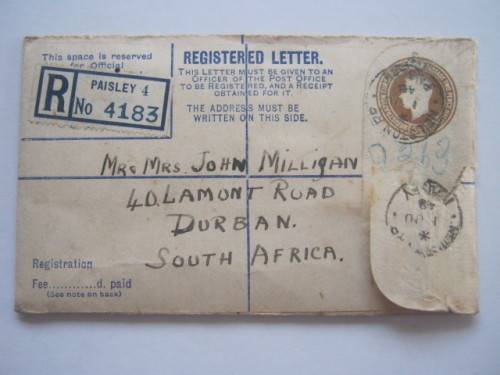 This space is reserved
for Official
R
PAISLEY 4
No 4183
REGISTERED LETTER.
THIS LETTER MUST BE GIVEN TO AN
OFFICER OF THE POST OFFICE
TO BE REGISTERED, AND A RECEIPT
OBTAINED FOR IT.
THE ADDRESS MUST BE
WRITTEN ON THIS SIDE.
MR & MRS. JOHN MILLIGAN
40. LAMONT ROAD
DURBAN.
SOUTH AFRICA.
Registration
Fee............d. paid
(See note on back)